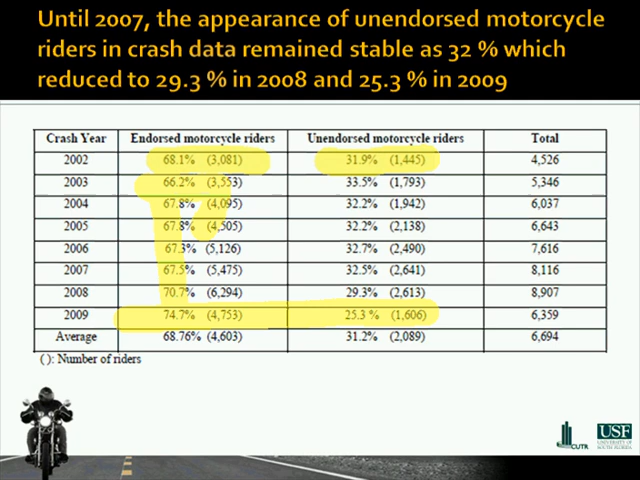 Until 2007, the appearance of unendorsed motorcycle
riders in crash data remained stable as 32 % which
reduced to 29.3 % in 2008 and 25.3 % in 2009
Crash Year Endorsed motorcycle riders Unendorsed motorcycle riders Total
2002 68.1% (3,081) 31.9% (1,445) 4,526
2003 66.2% (3,553) 33.5% (1,793) 5,346
2004 67.8% (4,095) 32.2% (1,942) 6,037
2005 67.8% (4,505) 32.2% (2,138) 6,643
2006 67.3% (5,126) 32.7% (2,490) 7,616
2007 67.5% (5,475) 32.5% (2,641) 8,116
2008 70.7% (6,294) 29.3% (2,613) 8,907
2009 74.7% (4,753) 25.3 % (1,606) 6,359
Average 68.76% (4,603) 31.2% (2,089) 6,694
( ): Number of riders
CUTR
USF
UNIVERSITY OF
SOUTH FLORIDA